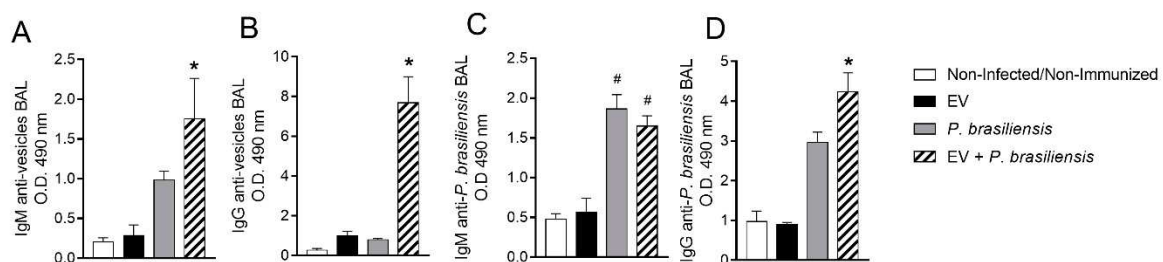 A
IgM anti-vesicles BAL
O.D. 490 nm
2.5
2.0
1.5
1.0
0.5
0.0
*
B
IgG anti-vesicles BAL
O.D. 490 nm
10
8
6
4
2
0
*
C
IgM anti-P. brasiliensis BAL
O.D 490 nm
2.5
2.0
1.5
1.0
0.5
0.0
#
#
D
IgG anti-P. brasiliensis BAL
O.D. 490 nm
5
4
3
2
1
0
*
Non-Infected/Non-Immunized
EV
P. brasiliensis
EV + P. brasiliensis